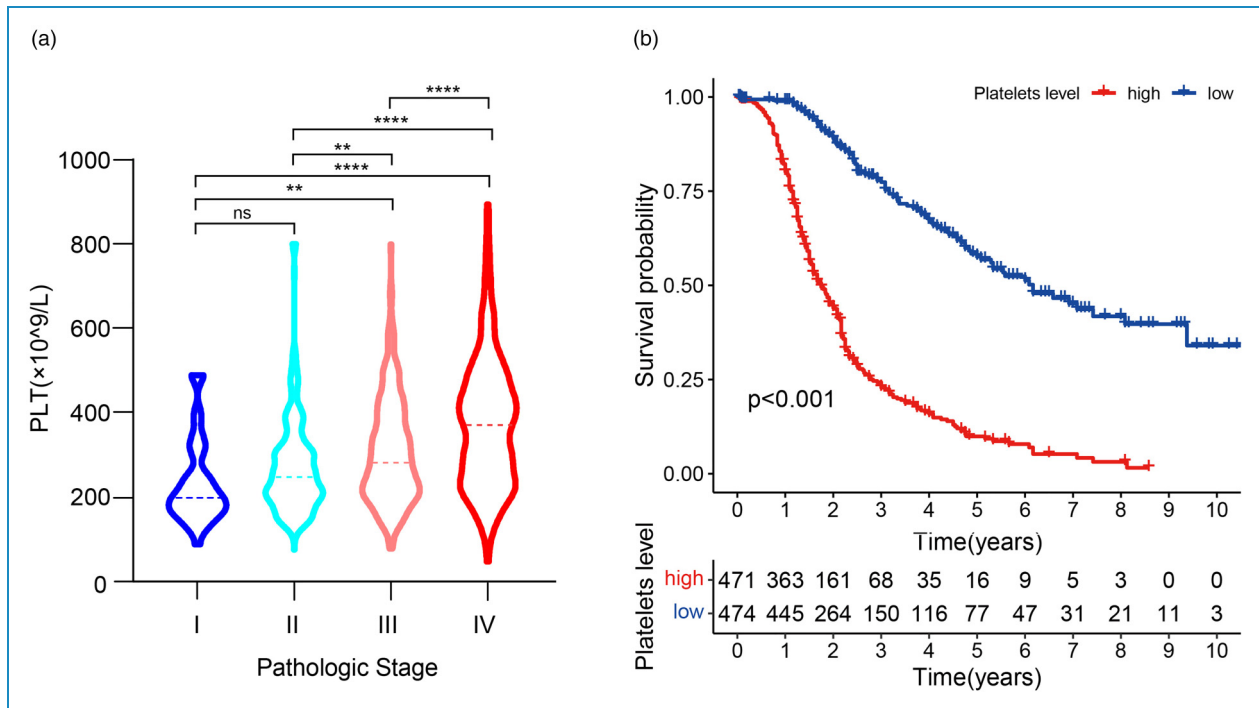 (a)
****
****
**
****
**
ns
1000
800
600
400
200
0
PLT(×10^9/L)
I II III IV
Pathologic Stage
(b)
Platelets level high low
1.00
0.75
0.50
0.25
0.00
Survival probability
p<0.001
0 1 2 3 4 5 6 7 8 9 10
Time(years)
Platelets level
high 471 363 161 68 35 16 9 5 3 0 0
low 474 445 264 150 116 77 47 31 21 11 3
0 1 2 3 4 5 6 7 8 9 10
Time(years)